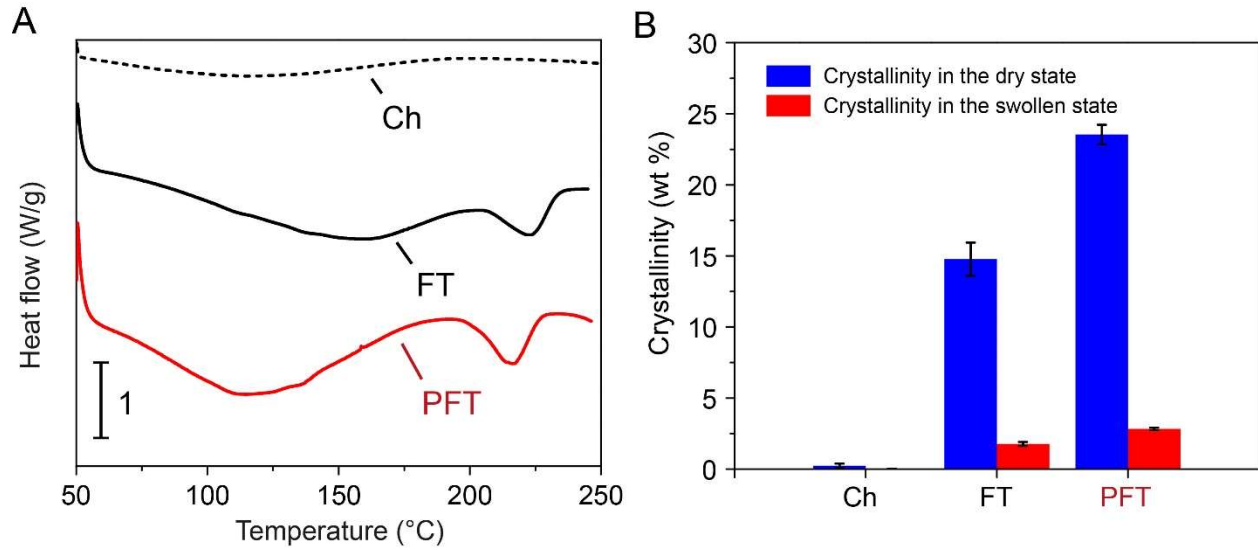 A
Heat flow (W/g)
Ch
FT
PFT
1
50
100
150
200
250
Temperature (°C)
B
Crystallinity (wt %)
30
25
20
15
10
5
0
Crystallinity in the dry state
Crystallinity in the swollen state
Ch
FT
PFT